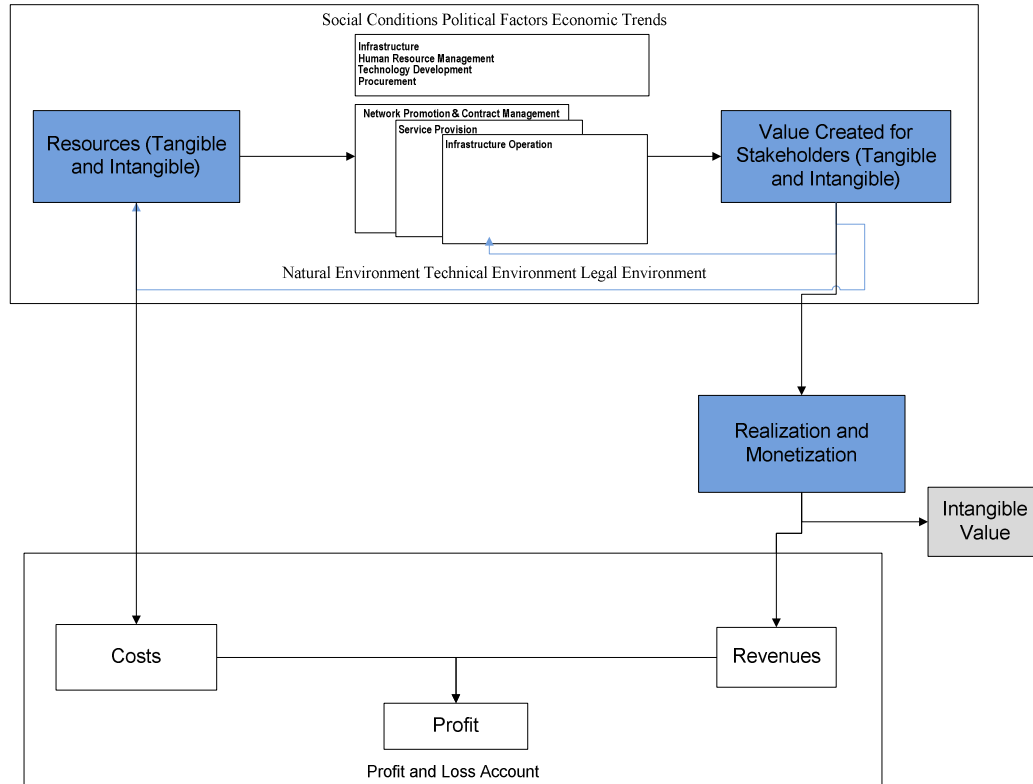 Social Conditions Political Factors Economic Trends
Infrastructure
Human Resource Management
Technology Development
Procurement
Network Promotion & Contract Management
Service Provision
Infrastructure Operation
Resources (Tangible
and Intangible)
Value Created for
Stakeholders (Tangible
and Intangible)
Natural Environment Technical Environment Legal Environment
Realization and
Monetization
Intangible
Value
Costs
Revenues
Profit
Profit and Loss Account